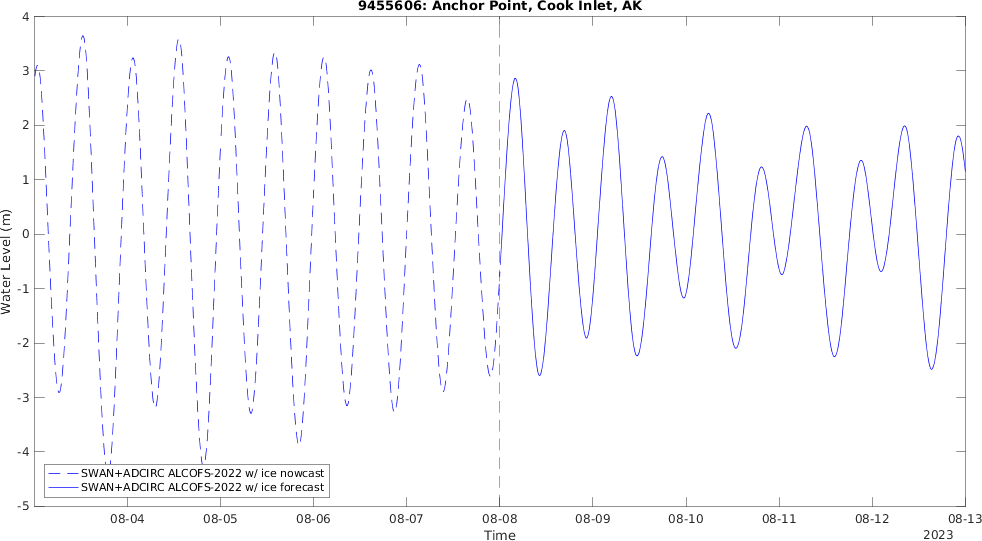 9455606: Anchor Point, Cook Inlet, AK
4
3
2
1
0
-1
-2
-3
-4
-5
Water Level (m)
SWAN+ADCIRC ALCOFS-2022 w/ ice nowcast
SWAN+ADCIRC ALCOFS-2022 w/ ice forecast
08-04 08-05 08-06 08-07 08-08 08-09 08-10 08-11 08-12 08-13
Time
2023